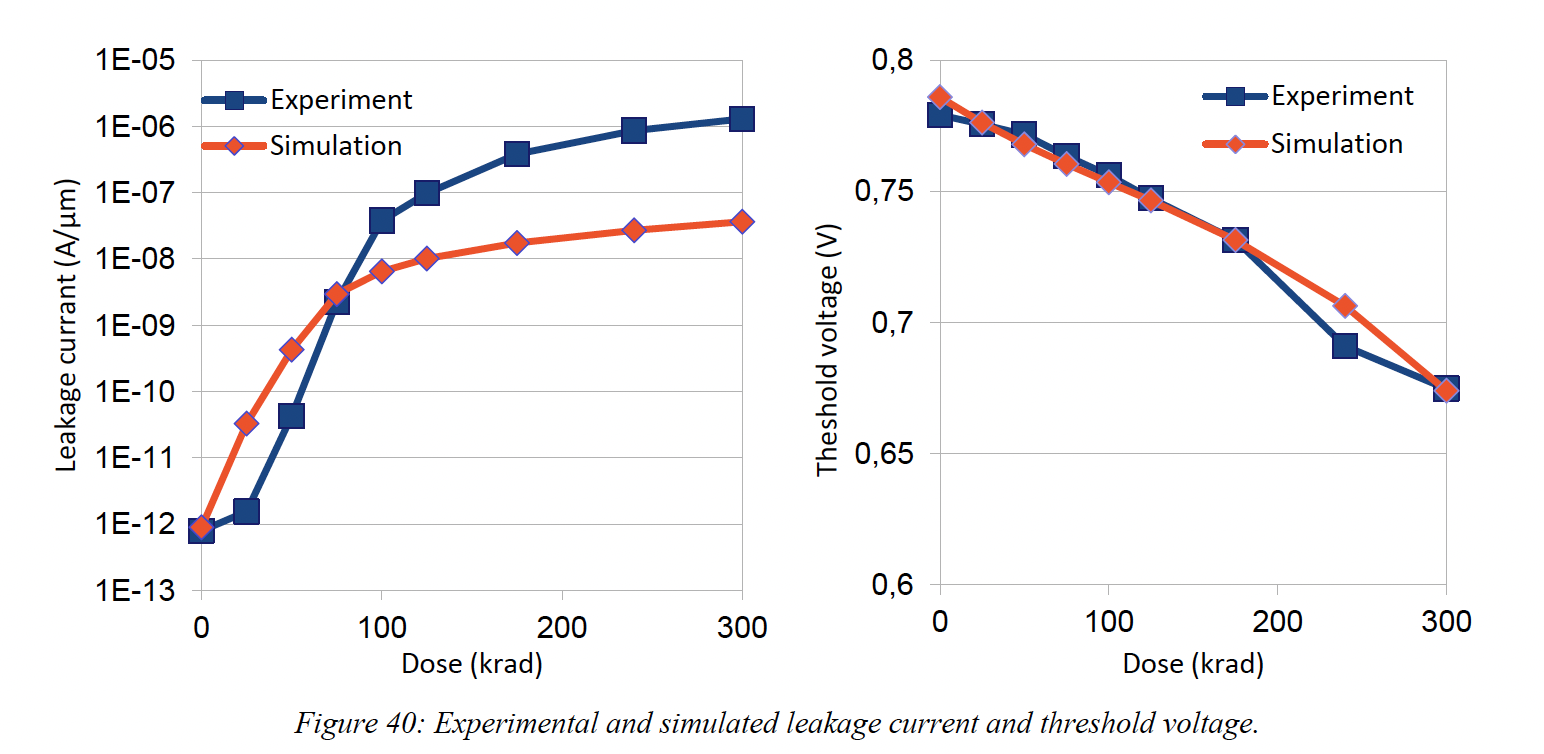 1E-05
1E-06
1E-07
1E-08
1E-09
1E-10
1E-11
1E-12
1E-13
Leakage currant (A/μm)
Experiment
Simulation
0 100 200 300
Dose (krad)
0,8
0,75
0,7
0,65
0,6
Theshold voltage (V)
Experiment
Simulation
0 100 200 300
Dose (krad)
Figure 40: Experimental and simulated leakage current and threshold voltage.